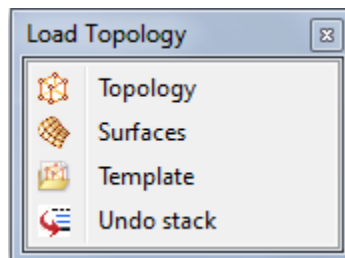 Load Topology
Topology
Surfaces
Template
Undo stack